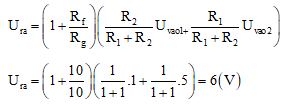 U_ra = (1 + R_f/R_g)(R_2/(R_1 + R_2) U_vao1+ R_1/(R_1 + R_2) U_vao2)
U_ra = (1 + 10/10)(1/(1+1) .1 + 1/(1+1) .5) = 6(V)